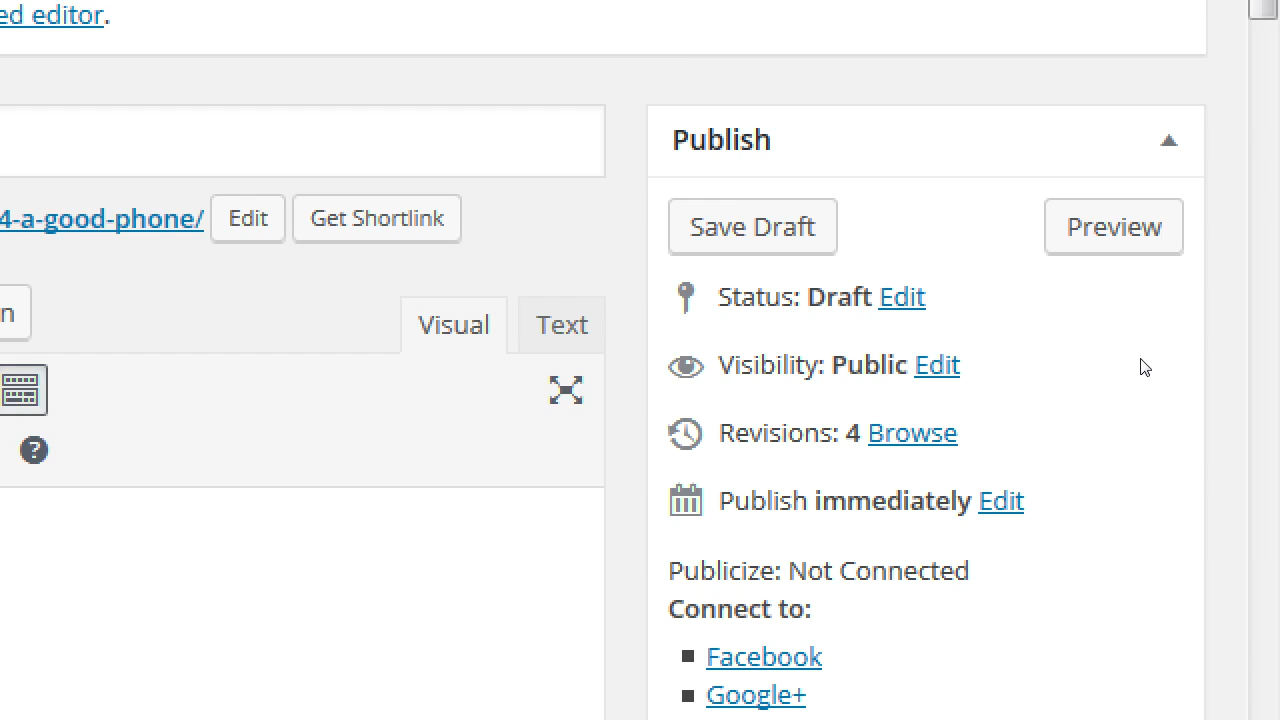 ed editor.
Publish
4-a-good-phone/ Edit Get Shortlink
Save Draft Preview
n
Visual Text
Status: Draft Edit
Visibility: Public Edit
?
Revisions: 4 Browse
Publish immediately Edit
Publicize: Not Connected
Connect to:
Facebook
Google+